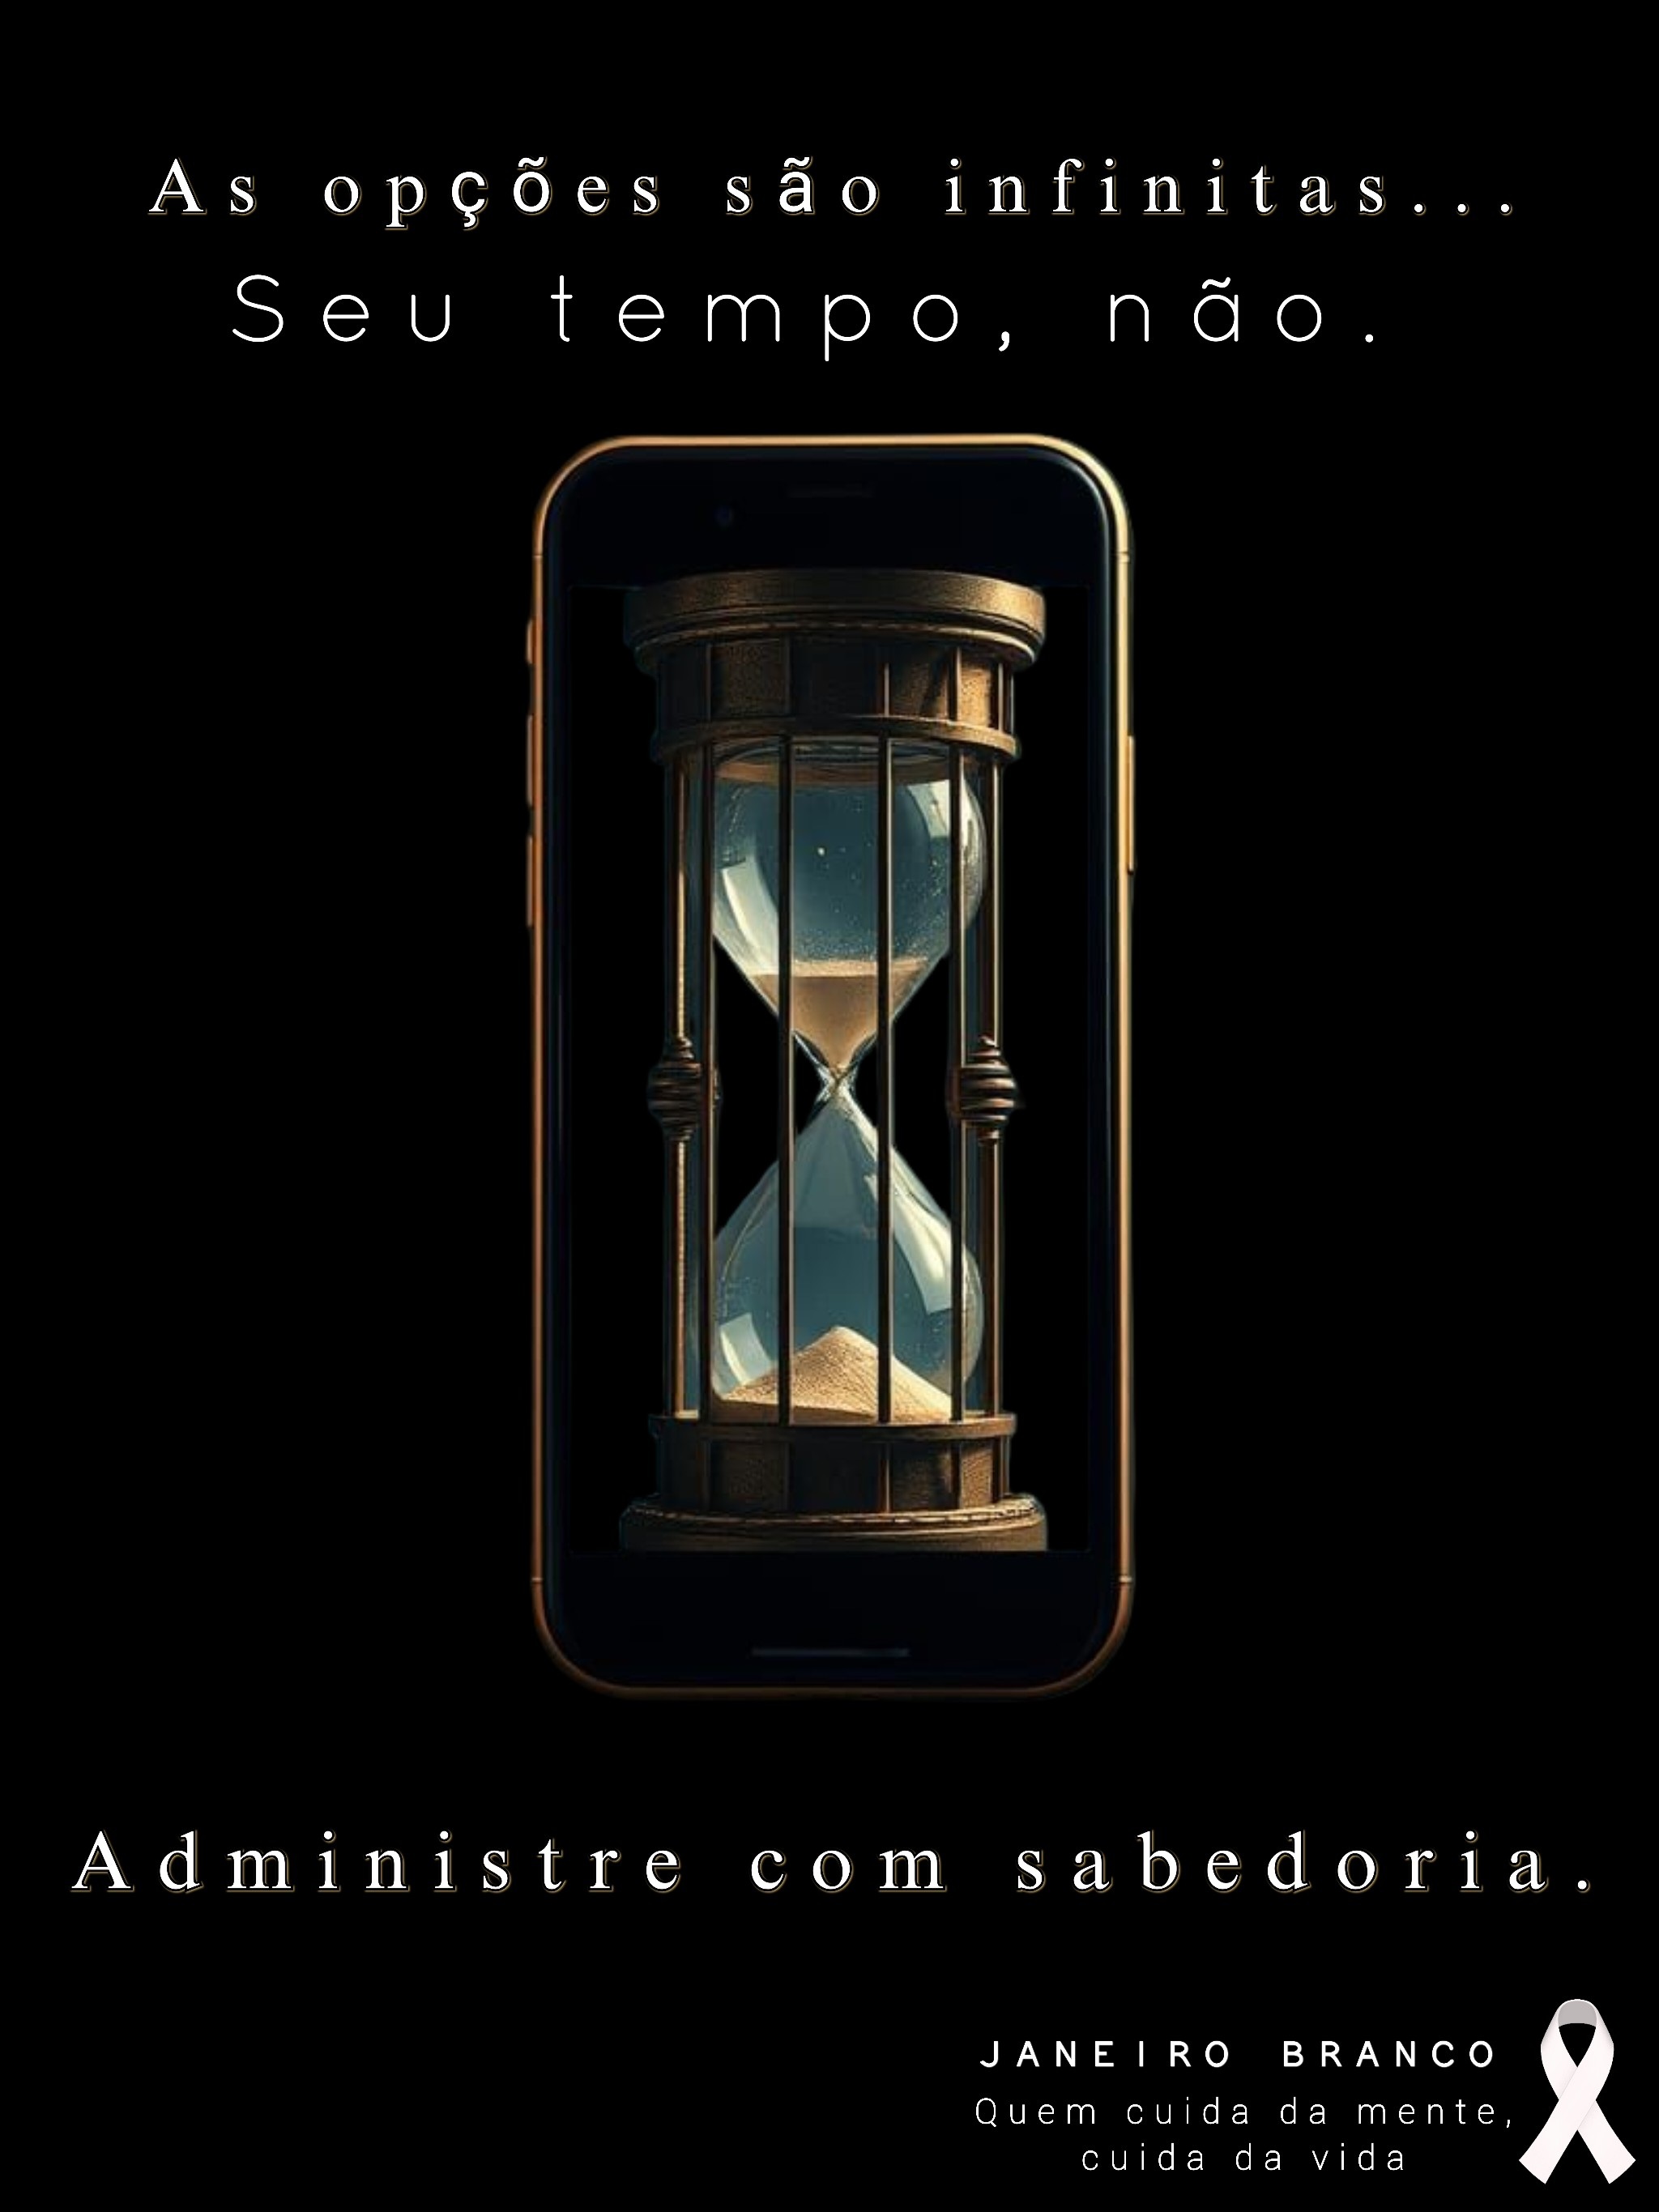 As opções são infinitas...
Seu tempo, não.
Administre com sabedoria.
JANEIRO BRANCO
Quem cuida da mente,
cuida da vida